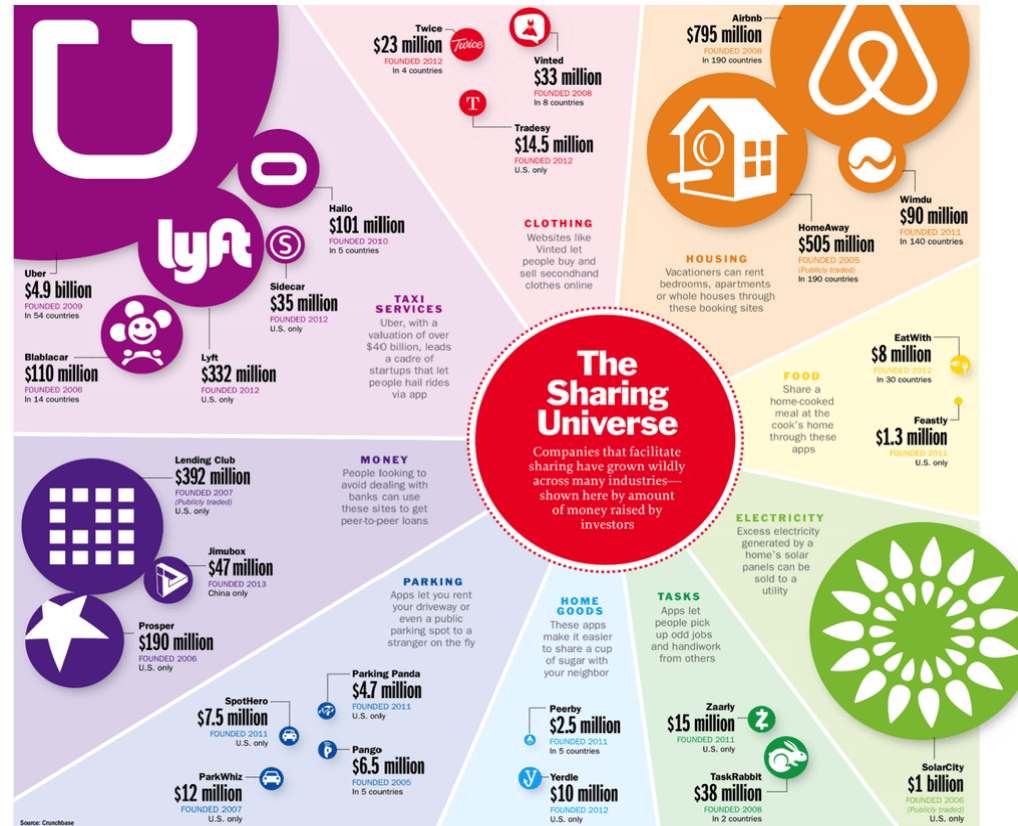 Twice
$23 million
FOUNDED 2012
In 4 countries
Twice
Vinted
$33 million
FOUNDED 2008
In 8 countries
T
Tradesy
$14.5 million
FOUNDED 2012
U.S. only
CLOTHING
Websites like
Vinted let
people buy and
sell secondhand
clothes online
Airbnb
$795 million
FOUNDED 2008
In 190 countries
Wimdu
$90 million
FOUNDED 2011
In 140 countries
HomeAway
$505 million
FOUNDED 2005
(Publicly traded)
In 190 countries
HOUSING
Vacationers can rent
bedrooms, apartments
or whole houses through
these booking sites
Hailo
$101 million
FOUNDED 2010
In 5 countries
lyft
S
Uber
$4.9 billion
FOUNDED 2009
In 54 countries
Sidecar
$35 million
FOUNDED 2012
U.S. only
Blablacar
$110 million
FOUNDED 2006
In 14 countries
Lyft
$332 million
FOUNDED 2012
U.S. only
TAXI
SERVICES
Uber, with a
valuation of over
$40 billion, leads
a cadre of
startups that let
people hail rides
via app
The
Sharing
Universe
Companies that facilitate
sharing have grown wildly
across many industries—
shown here by amount
of money raised by
investors
EatWith
$8 million
FOUNDED 2012
In 30 countries
Feastly
$1.3 million
FOUNDED 2011
U.S. only
FOOD
Share a
home-cooked
meal at the
cook's home
through these
apps
Lending Club
$392 million
FOUNDED 2007
(Publicly traded)
U.S. only
Jimubox
$47 million
FOUNDED 2013
China only
Prosper
$190 million
FOUNDED 2006
U.S. only
MONEY
People looking to
avoid dealing with
banks can use
these sites to get
peer-to-peer loans
ELECTRICITY
Excess electricity
generated by a
home's solar
panels can be
sold to a
utility
SolarCity
$1 billion
FOUNDED 2006
(Publicly traded)
U.S. only
PARKING
Apps let you rent
your driveway or
even a public
parking spot to a
stranger on the fly
Parking Panda
$4.7 million
FOUNDED 2011
U.S. only
SpotHero
$7.5 million
FOUNDED 2011
U.S. only
Pango
$6.5 million
FOUNDED 2005
In 5 countries
ParkWhiz
$12 million
FOUNDED 2007
U.S. only
HOME
GOODS
These apps
make it easier
to share a cup
of sugar with
your neighbor
Peerby
$2.5 million
FOUNDED 2011
In 5 countries
y
Yerdle
$10 million
FOUNDED 2012
U.S. only
TASKS
Apps let
people pick
up odd jobs
and handiwork
from others
Zaarly
$15 million
FOUNDED 2011
U.S. only
TaskRabbit
$38 million
FOUNDED 2008
In 2 countries
Source: Crunchbase